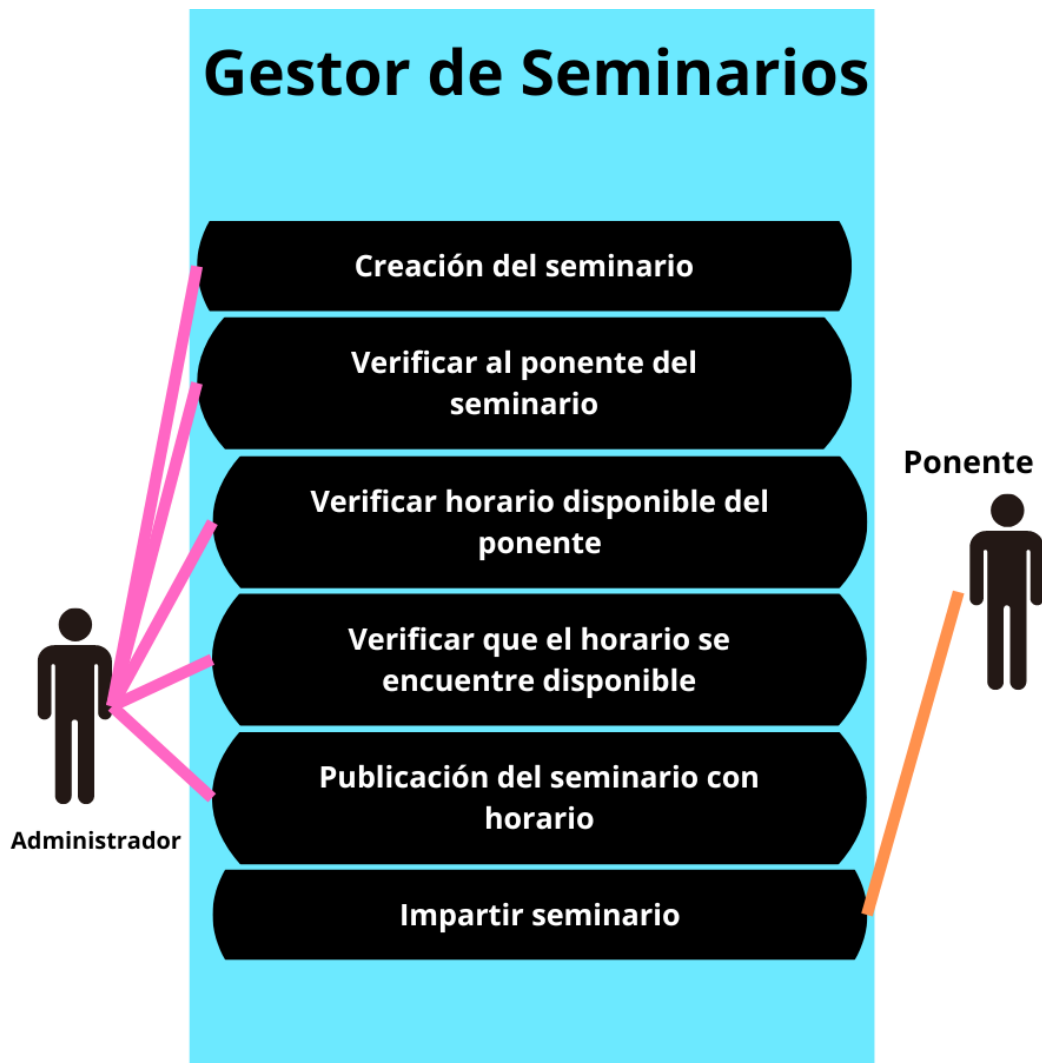 Gestor de Seminarios
Creación del seminario
Verificar al ponente del
seminario
Verificar horario disponible del
ponente
Verificar que el horario se
encuentre disponible
Publicación del seminario con
horario
Impartir seminario
Ponente
Administrador